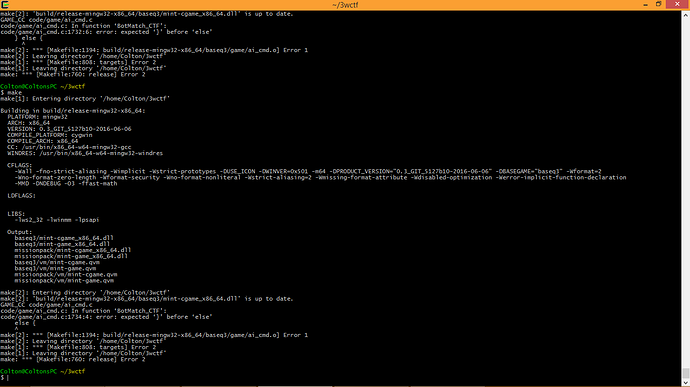 ~/3wctf
make[2]: 'build/release-mingw32-x86_64/baseq3/mint-cgame_x86_64.dll' is up to date.
GAME_CC code/game/ai_cmd.c
code/game/ai_cmd.c: In function 'BotMatch_CTF':
code/game/ai_cmd.c:1732:6: error: expected '}' before 'else'
} else {
^
make[2]: *** [Makefile:1394: build/release-mingw32-x86_64/baseq3/game/ai_cmd.o] Error 1
make[2]: Leaving directory '/home/Colton/3wctf'
make[1]: *** [Makefile:808: targets] Error 2
make[1]: Leaving directory '/home/Colton/3wctf'
make: *** [Makefile:760: release] Error 2
Colton@ColtonsPC ~/3wctf
$ make
make[1]: Entering directory '/home/Colton/3wctf'
Building in build/release-mingw32-x86_64:
PLATFORM: mingw32
ARCH: x86_64
VERSION: 0.3_GIT_5127b10-2016-06-06
COMPILE_PLATFORM: cygwin
COMPILE_ARCH: x86_64
CC: /usr/bin/x86_64-w64-mingw32-gcc
WINDRES: /usr/bin/x86_64-w64-mingw32-windres
CFLAGS:
-Wall -fno-strict-aliasing -Wimplicit -Wstrict-prototypes -DUSE_ICON -DWINVER=0x501 -m64 -DPRODUCT_VERSION="0.3_GIT_5127b10-2016-06-06" -DBASEGAME="baseq3" -Wformat=2
-Wno-format-zero-length -Wformat-security -Wno-format-nonliteral -Wstrict-aliasing=2 -Wmissing-format-attribute -Wdisabled-optimization -Werror-implicit-function-declaration
-MMD -DNDEBUG -O3 -ffast-math
LDFLAGS:
LIBS:
-lws2_32 -lwinmm -lpsapi
Output:
baseq3/mint-cgame_x86_64.dll
baseq3/mint-game_x86_64.dll
missionpack/mint-cgame_x86_64.dll
missionpack/mint-game_x86_64.dll
baseq3/vm/mint-cgame.qvm
baseq3/vm/mint-game.qvm
missionpack/vm/mint-cgame.qvm
missionpack/vm/mint-game.qvm
make[2]: Entering directory '/home/Colton/3wctf'
make[2]: 'build/release-mingw32-x86_64/baseq3/mint-cgame_x86_64.dll' is up to date.
GAME_CC code/game/ai_cmd.c
code/game/ai_cmd.c: In function 'BotMatch_CTF':
code/game/ai_cmd.c:1734:4: error: expected '}' before 'else'
else {
^
make[2]: *** [Makefile:1394: build/release-mingw32-x86_64/baseq3/game/ai_cmd.o] Error 1
make[2]: Leaving directory '/home/Colton/3wctf'
make[1]: *** [Makefile:808: targets] Error 2
make[1]: Leaving directory '/home/Colton/3wctf'
make: *** [Makefile:760: release] Error 2
Colton@ColtonsPC ~/3wctf
$